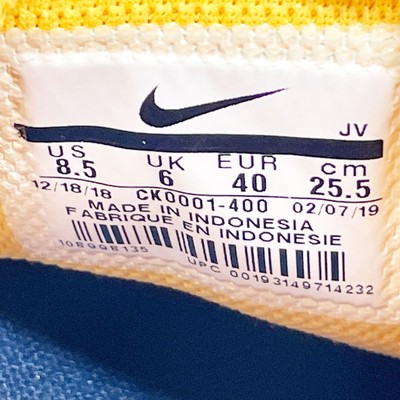 JV
US UK EUR cm
8.5 6 40 25.5
12/18/18 CK0001-400 02/07/19
MADE IN INDONESIA
FABRIQUE EN INDONESIE
108998135 UPC 00193149714232